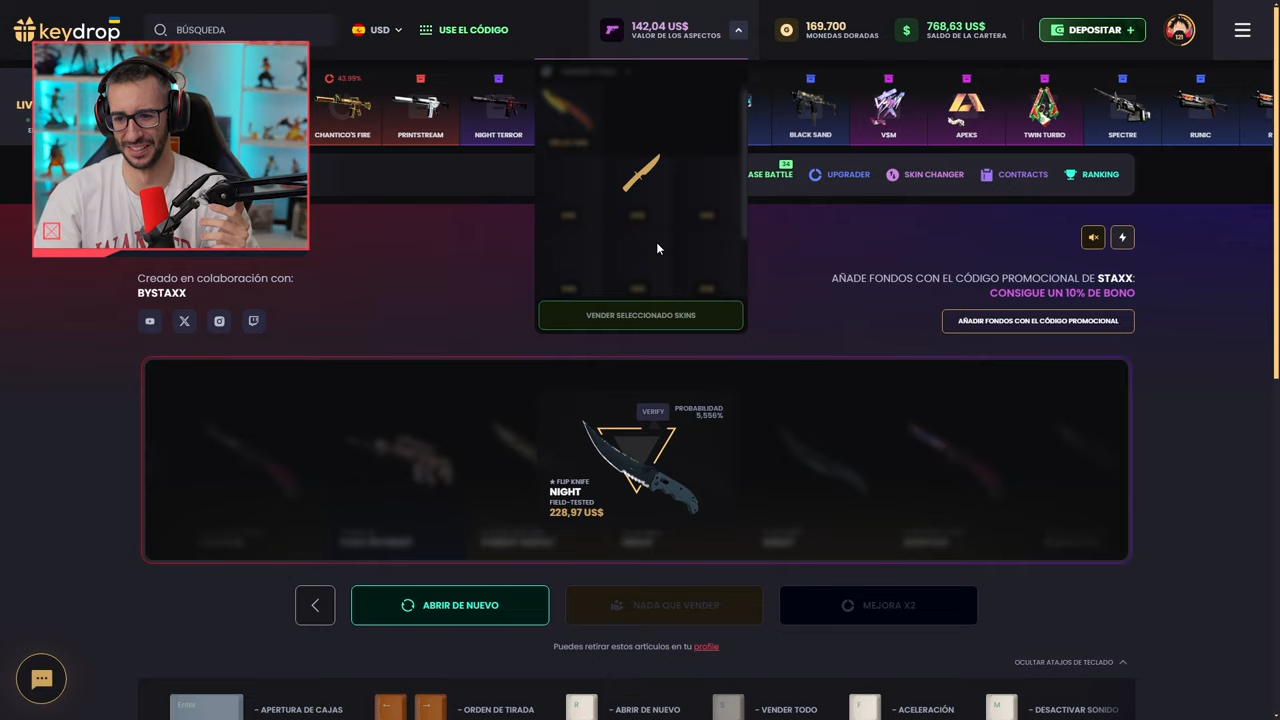 keydrop
BÚSQUEDA
USD
USE EL CÓDIGO
142,04 US$
VALOR DE LOS ASPECTOS
169.700
MONEDAS DORADAS
768,63 US$
SALDO DE LA CARTERA
DEPOSITAR +
121
LIV
43.99%
CHANTICO'S FIRE
PRINTSTREAM
NIGHT TERROR
BLACK SAND
VSM
APEKS
TWIN TURBO
SPECTRE
RUNIC
34
ASE BATTLE
UPGRADER
SKIN CHANGER
CONTRACTS
RANKING
VENDER SELECCIONADO SKINS
Creado en colaboración con:
BYSTAXX
AÑADE FONDOS CON EL CÓDIGO PROMOCIONAL DE STAXX:
CONSIGUE UN 10% DE BONO
AÑADIR FONDOS CON EL CÓDIGO PROMOCIONAL
VERIFY
PROBABILIDAD
5,556%
★ FLIP KNIFE
NIGHT
FIELD-TESTED
228,97 US$
ABRIR DE NUEVO
NADA QUE VENDER
MEJORA X2
Puedes retirar estos artículos en tu profile
OCULTAR ATAJOS DE TECLADO
Enter
- APERTURA DE CAJAS
← →
- ORDEN DE TIRADA
R
- ABRIR DE NUEVO
S
- VENDER TODO
F
- ACELERACIÓN
M
- DESACTIVAR SONIDO